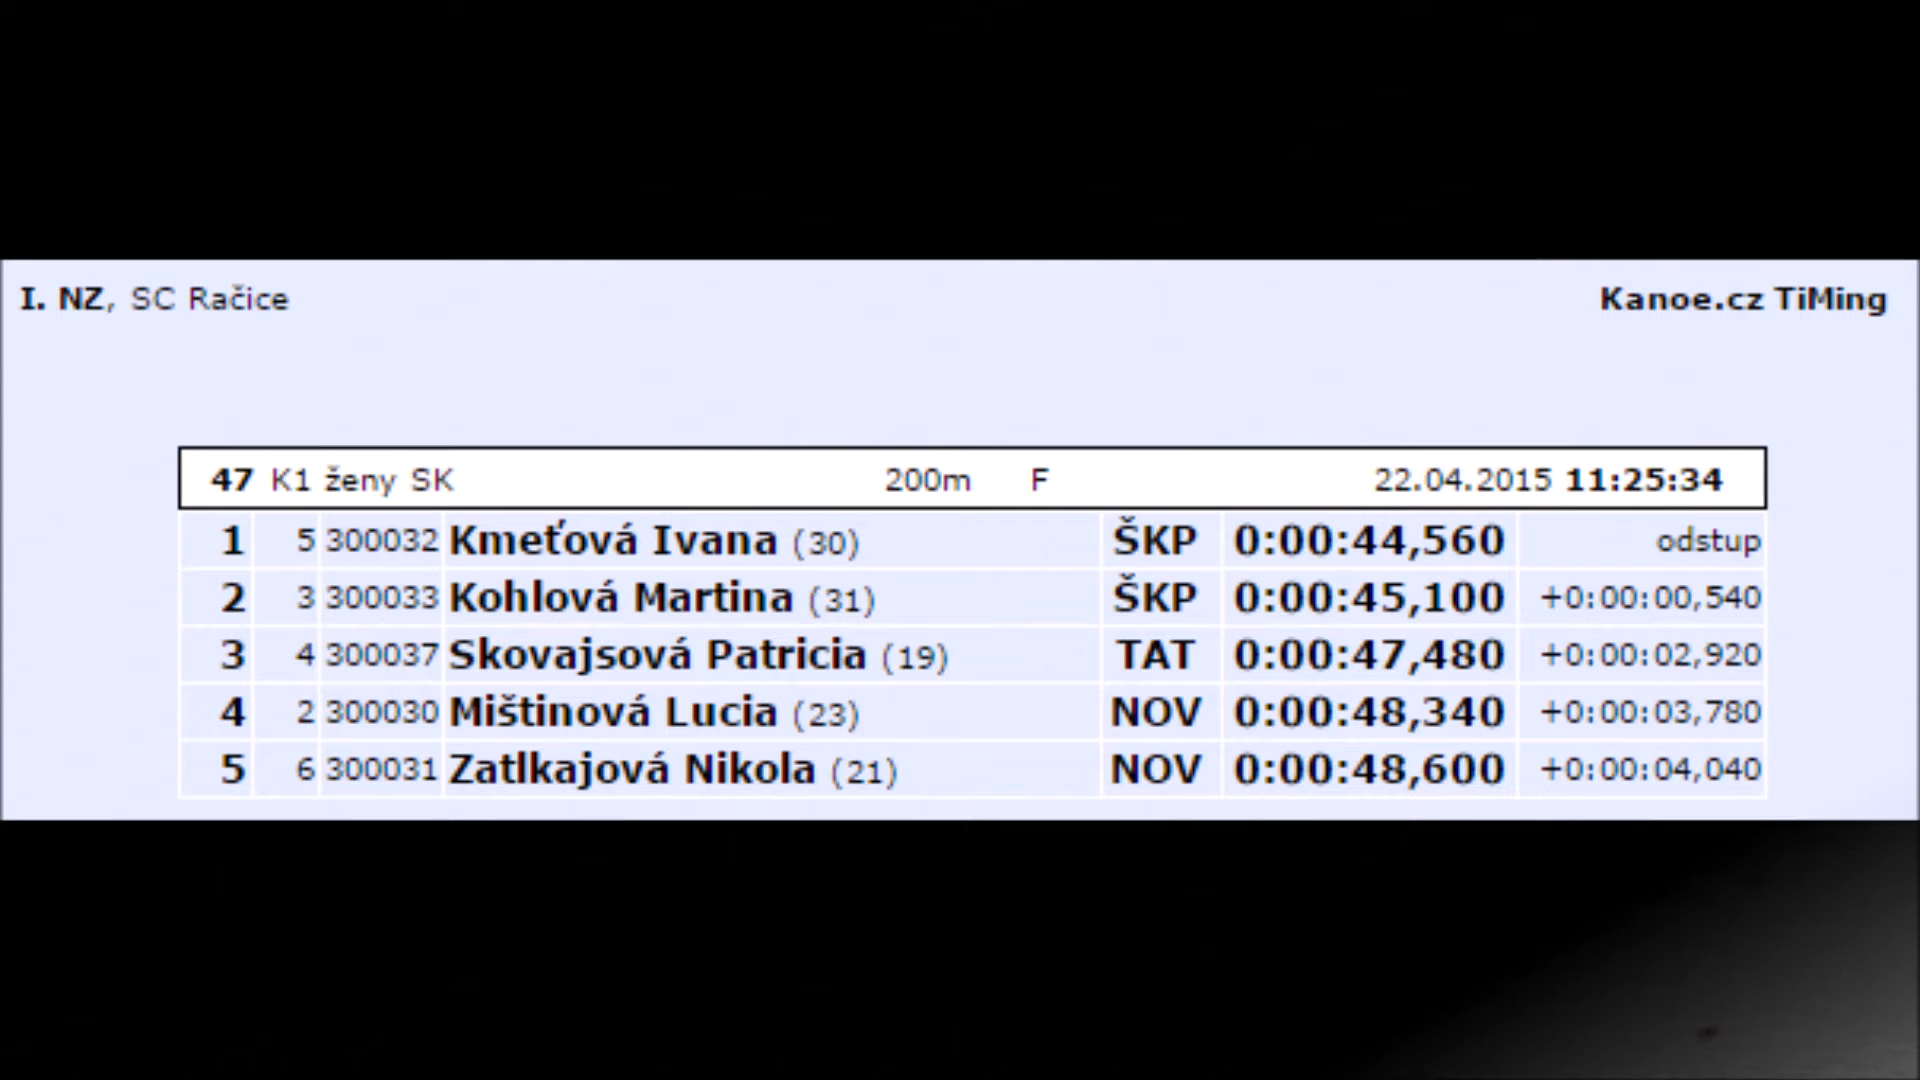 I. NZ, SC Račice Kanoe.cz TiMing
47 K1 ženy SK 200m F 22.04.2015 11:25:34
1 5 300032 Kmeťová Ivana (30) ŠKP 0:00:44,560 odstup
2 3 300033 Kohlová Martina (31) ŠKP 0:00:45,100 +0:00:00,540
3 4 300037 Skovajsová Patricia (19) TAT 0:00:47,480 +0:00:02,920
4 2 300030 Mištinová Lucia (23) NOV 0:00:48,340 +0:00:03,780
5 6 300031 Zatlkajová Nikola (21) NOV 0:00:48,600 +0:00:04,040